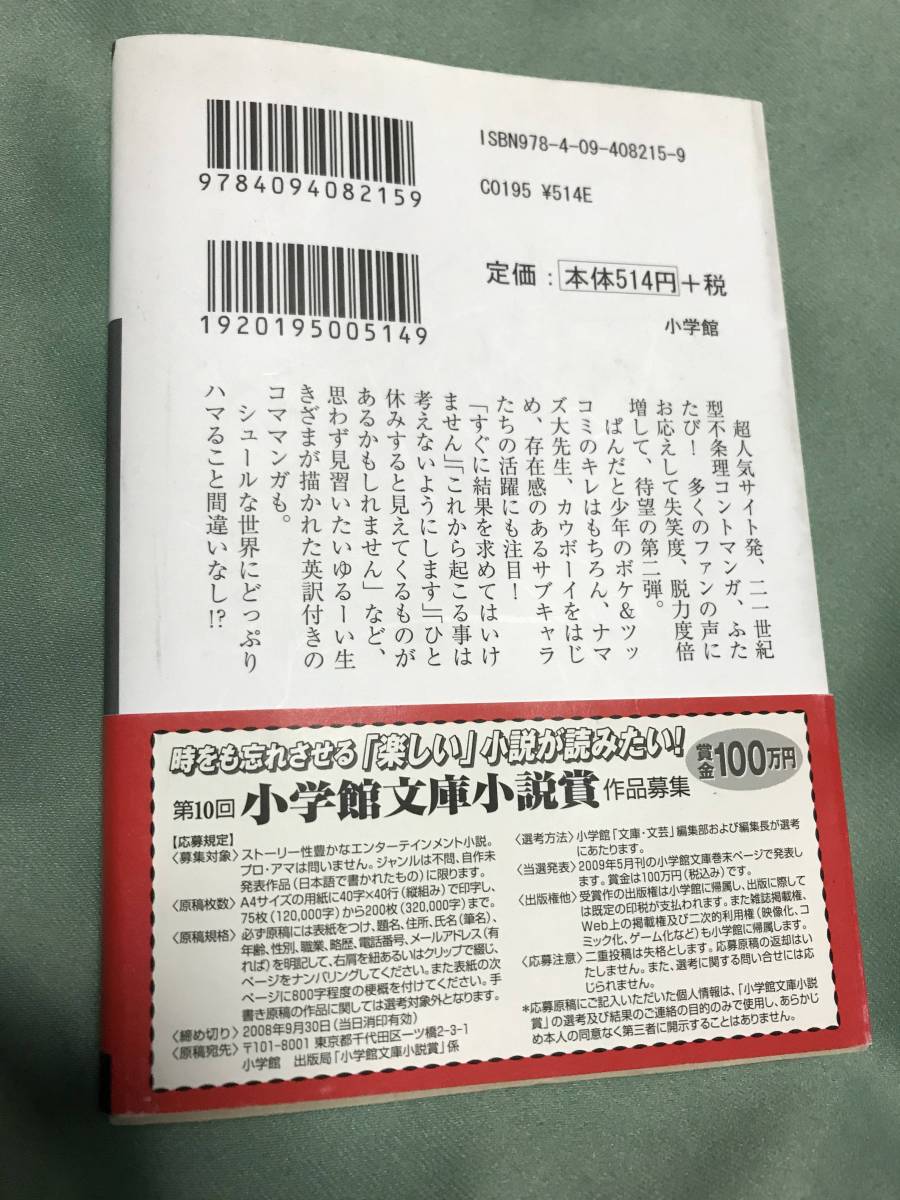 9784094082159
ISBN978-4-09-408215-9
C0195 ¥514E
1920195005149
定価：本体514円＋税
小学館
超人気サイト発、二一世紀
型不条理コントマンガ、ふた
たび！　多くのファンの声に
お応えして失笑度、脱力度倍
増して、待望の第二弾。
ぱんだと少年のボケ＆ツッ
コミのキレはもちろん、ナマ
ズ大先生、カウボーイをはじ
め、存在感のあるサブキャラ
たちの活躍にも注目！
「すぐに結果を求めてはいけ
ません」「これから起こる事は
考えないようにします」「ひと
休みすると見えてくるものが
あるかもしれません」など、
思わず見習いたいゆるーい生
きざまが描かれた英訳付きの
コママンガも。
シュールな世界にどっぷり
ハマること間違いなし!?
時をも忘れさせる「楽しい」小説が読みたい！
賞金100万円
第10回 小学館文庫小説賞 作品募集
【応募規定】
〈募集対象〉ストーリー性豊かなエンターテインメント小説。
プロ・アマは問いません。ジャンルは不問、自作未
発表作品（日本語で書かれたもの）に限ります。
〈原稿枚数〉A4サイズの用紙に40字×40行（縦組み）で印字し、
75枚（120,000字）から200枚（320,000字）まで。
〈原稿規格〉必ず原稿には表紙をつけ、題名、住所、氏名（筆名）、
年齢、性別、職業、略歴、電話番号、メールアドレス（有
れば）を明記して、右肩を紐あるいはクリップで綴じ、
ページをナンバリングしてください。また表紙の次
ページに800字程度の梗概を付けてください。手
書き原稿の作品に関しては選考対象外となります。
〈締め切り〉2008年9月30日（当日消印有効）
〈原稿宛先〉〒101-8001 東京都千代田区一ツ橋2-3-1
小学館　出版局「小学館文庫小説賞」係
〈選考方法〉小学館「文庫・文芸」編集部および編集長が選考
にあたります。
〈当選発表〉2009年5月刊の小学館文庫巻末ページで発表し
ます。賞金は100万円（税込み）です。
〈出版権他〉受賞作の出版権は小学館に帰属し、出版に際して
は既定の印税が支払われます。また雑誌掲載権、
Web上の掲載権及び二次的利用権（映像化、コ
ミック化、ゲーム化など）も小学館に帰属します。
〈応募注意〉二重投稿は失格とします。応募原稿の返却はい
たしません。また、選考に関する問い合せには応
じられません。
＊応募原稿にご記入いただいた個人情報は、「小学館文庫小説
賞」の選考及び結果のご連絡の目的のみで使用し、あらかじ
め本人の同意なく第三者に開示することはありません。